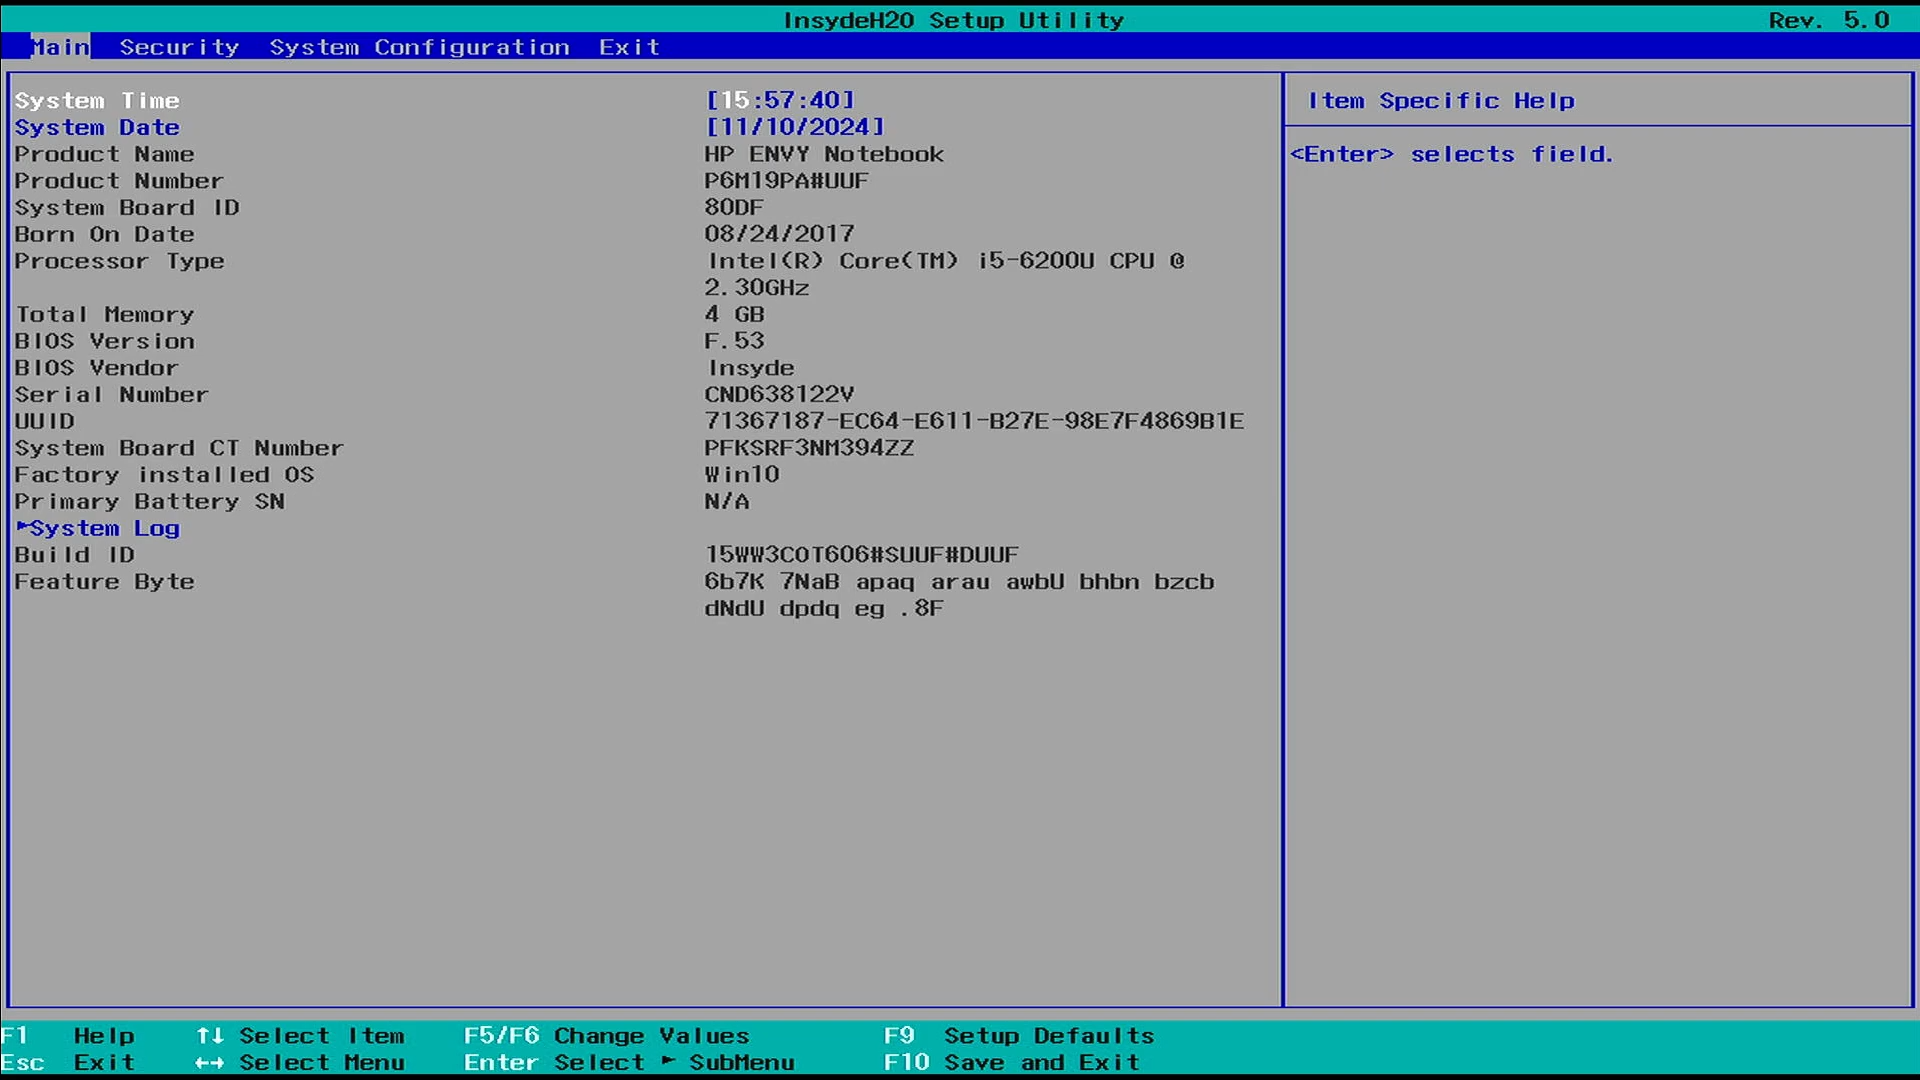 InsydeH2O Setup Utility Rev. 5.0
Main Security System Configuration Exit
System Time [15:57:40]
System Date [11/10/2024]
Product Name HP ENVY Notebook
Product Number P6M19PA#UUF
System Board ID 80DF
Born On Date 08/24/2017
Processor Type Intel(R) Core(TM) i5-6200U CPU @
2.30GHz
Total Memory 4 GB
BIOS Version F.53
BIOS Vendor Insyde
Serial Number CND638122V
UUID 71367187-EC64-E611-B27E-98E7F4869B1E
System Board CT Number PFKSRF3NM394ZZ
Factory installed OS Win10
Primary Battery SN N/A
►System Log
Build ID 15WW3COT606#SUUF#DUUF
Feature Byte 6b7K 7NaB apaq arau awbU bhbn bzcb
dNdU dpdq eg .8F
Item Specific Help
<Enter> selects field.
F1 Help ↑↓ Select Item F5/F6 Change Values F9 Setup Defaults
Esc Exit ←→ Select Menu Enter Select ► SubMenu F10 Save and Exit